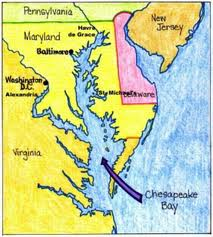 Pennsylvania
New
Jersey
Maryland
Havre
de Grace
Baltimore
Washington
D.C.
Alexandria
St Michaels
Delaware
Virginia
Chesapeake
Bay